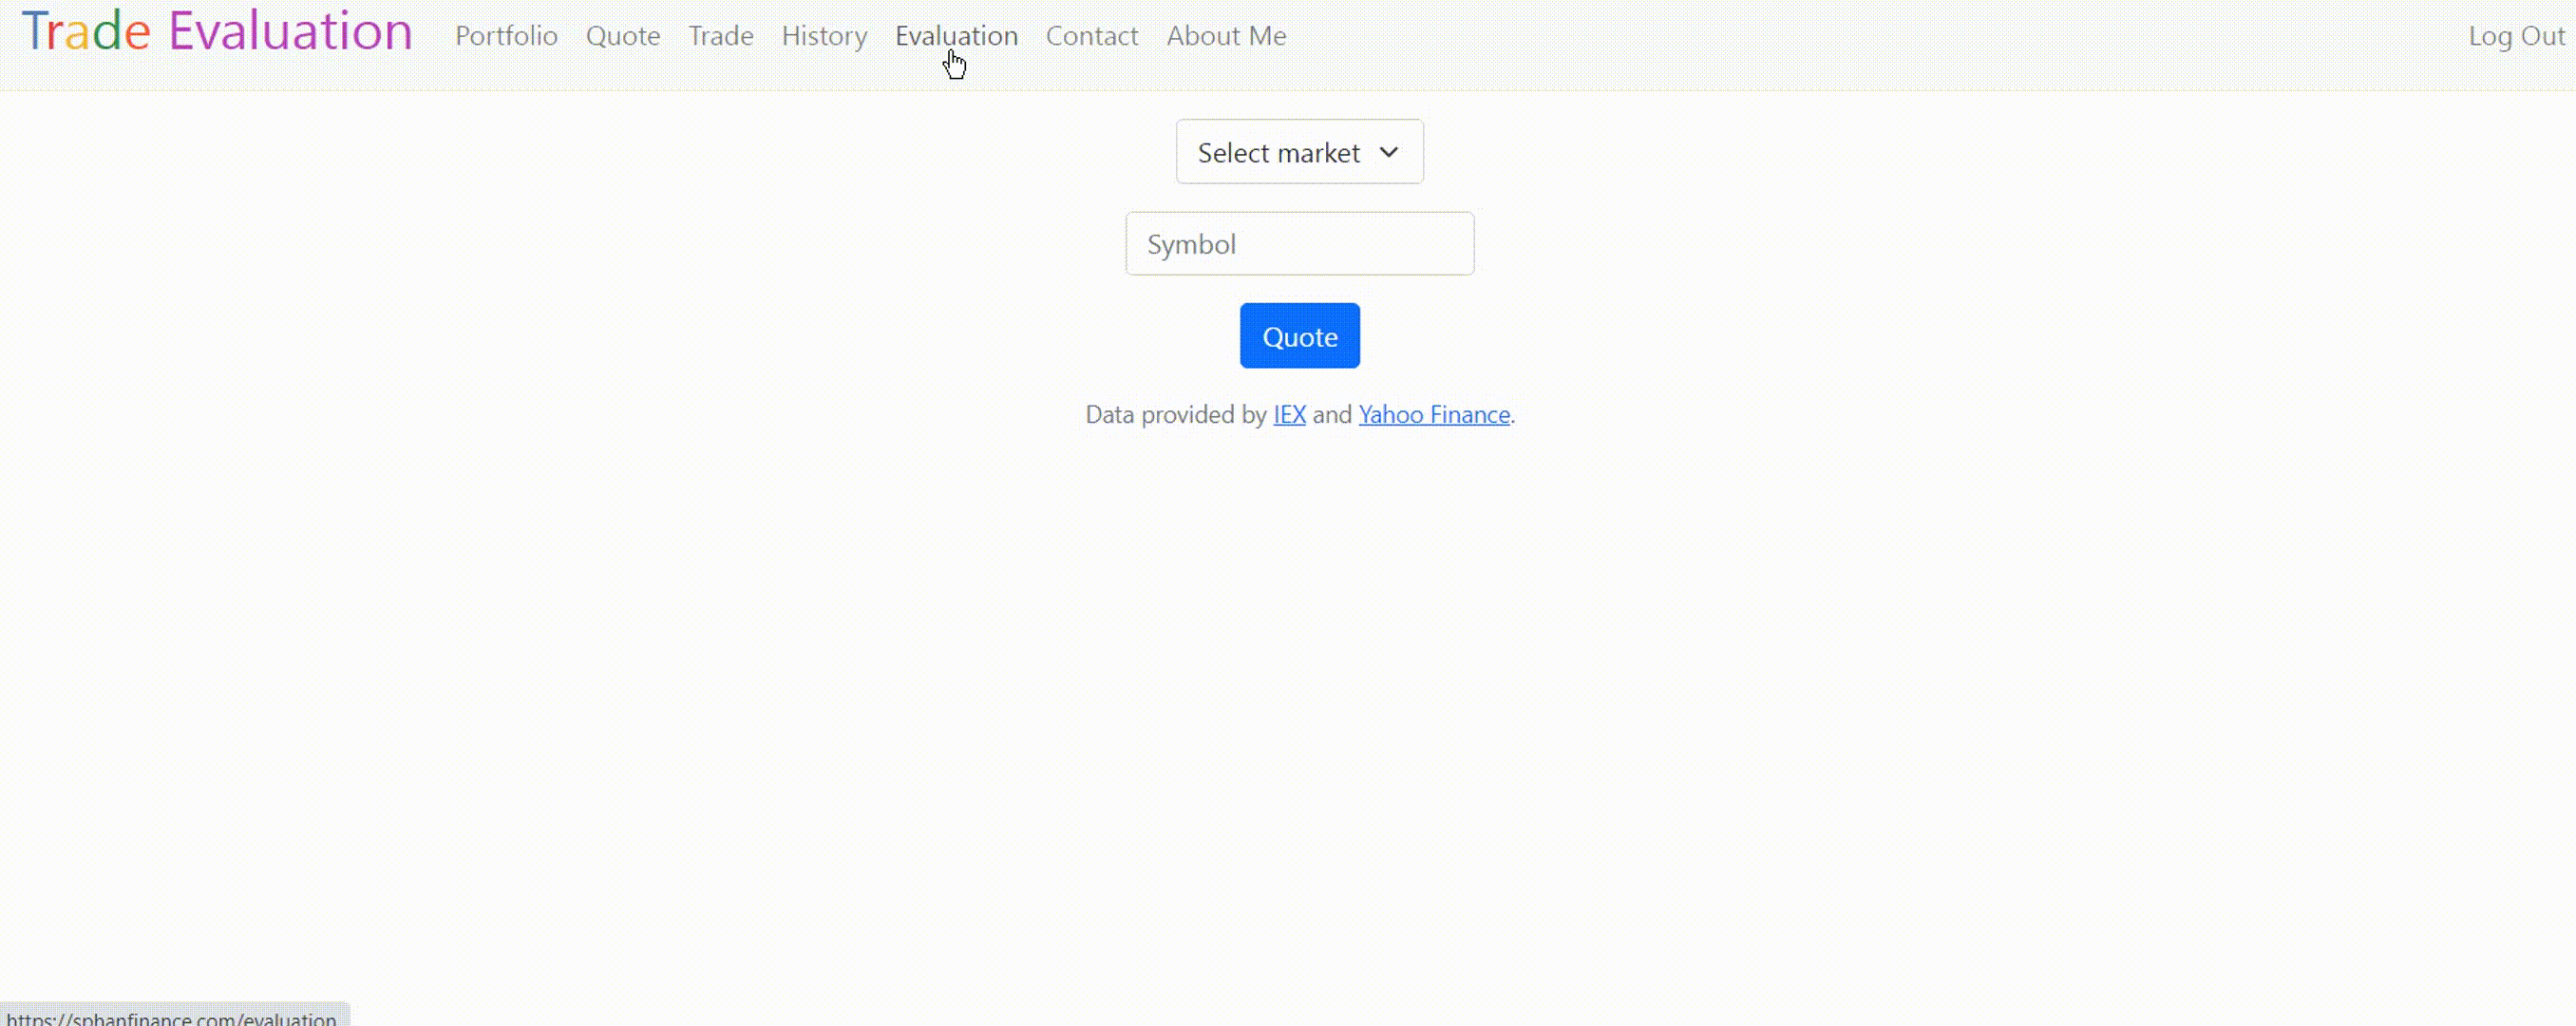 Trade Evaluation Portfolio Quote Trade History Evaluation Contact About Me Log Out
Select market
Symbol
Quote
Data provided by IEX and Yahoo Finance.
https://sphanfinance.com/evaluation